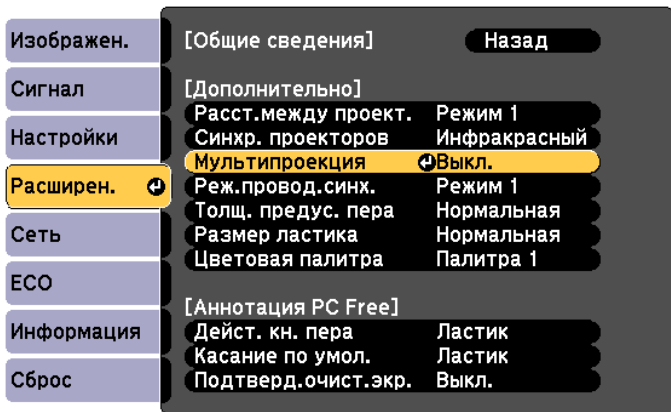 Изображен.
Сигнал
Настройки
Расширен.
Сеть
ECO
Информация
Сброс
[Общие сведения] Назад
[Дополнительно]
Расст.между проект. Режим 1
Синхр. проекторов Инфракрасный
Мультипроекция Выкл.
Реж.провод.синх. Режим 1
Толщ. предус. пера Нормальная
Размер ластика Нормальная
Цветовая палитра Палитра 1
[Аннотация PC Free]
Дейст. кн. пера Ластик
Касание по умол. Ластик
Подтверд.очист.экр. Выкл.